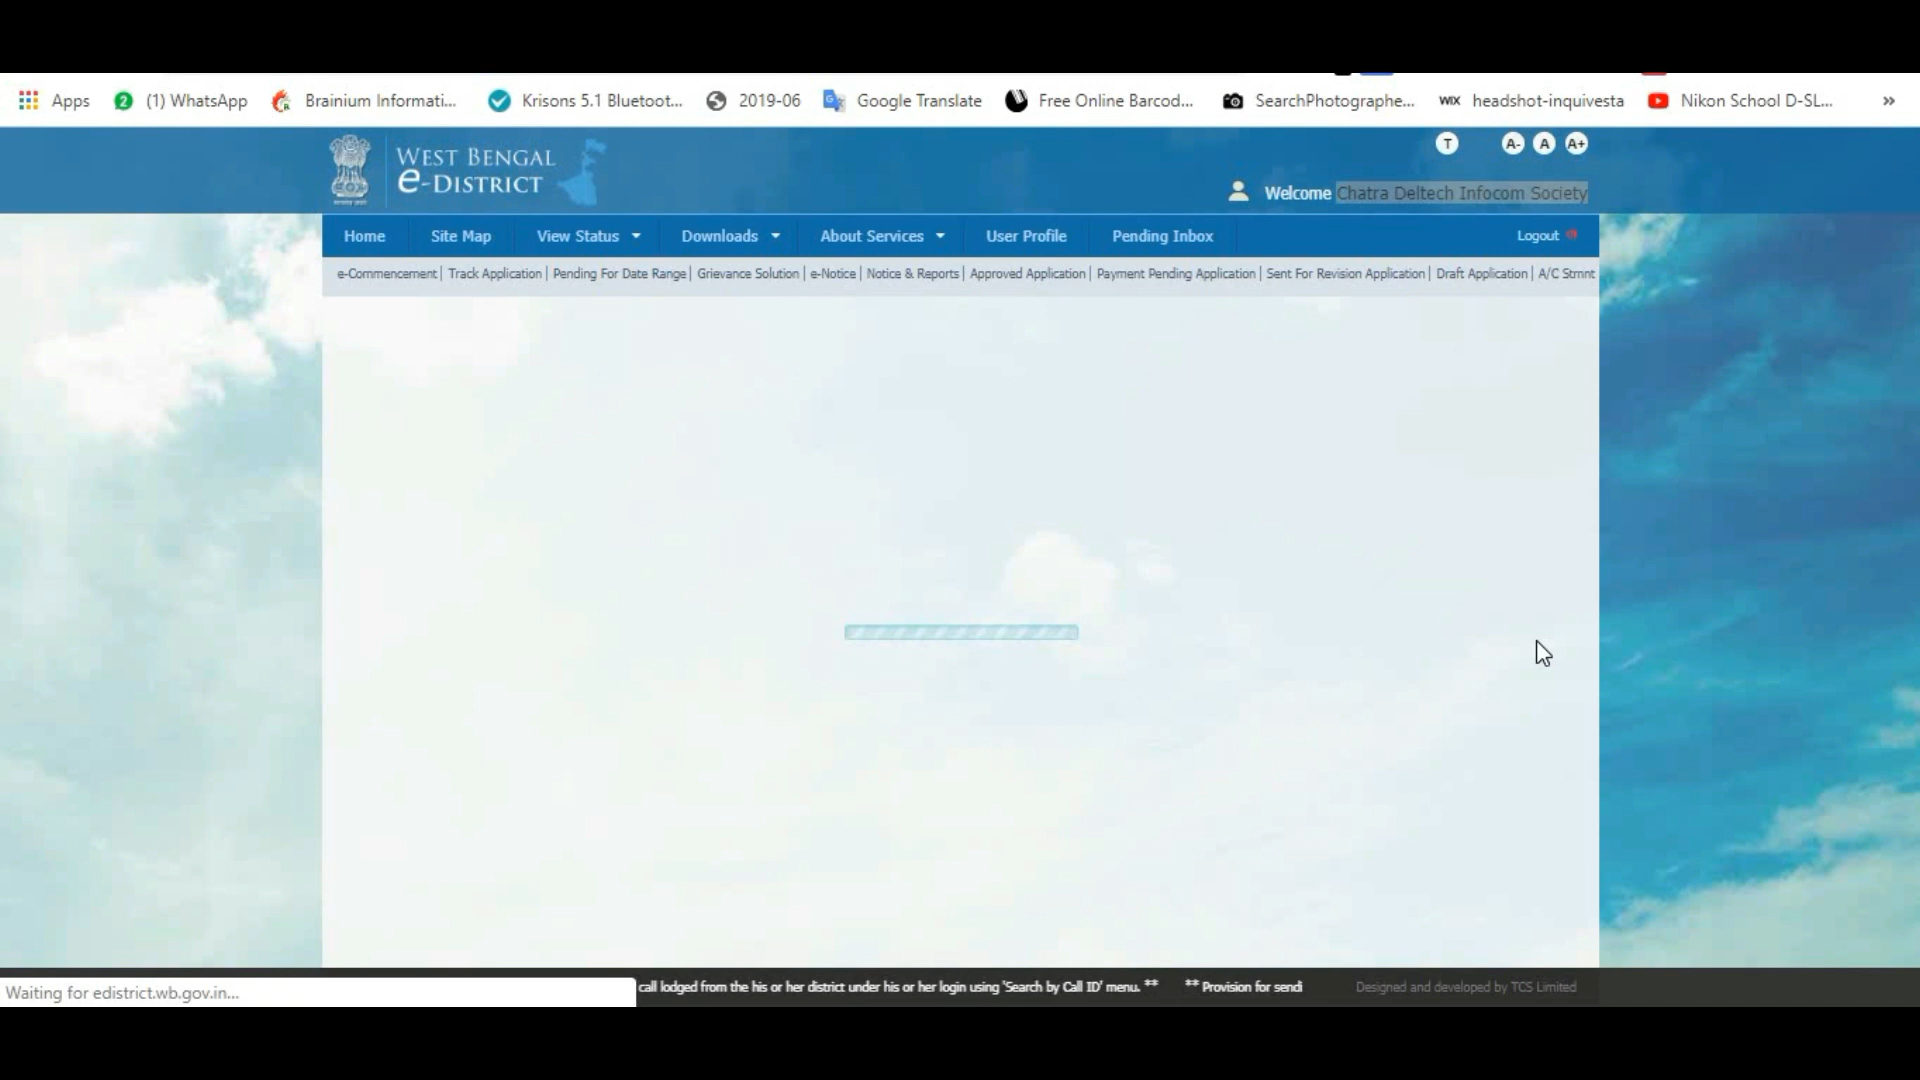 Apps (1) WhatsApp Brainium Informati... Krisons 5.1 Bluetoot... 2019-06 Google Translate Free Online Barcod... SearchPhotographe... WIX headshot-inquivesta Nikon School D-SL... »
T A- A A+
WEST BENGAL
e-DISTRICT
Welcome Chatra Deltech Infocom Society
Home Site Map View Status Downloads About Services User Profile Pending Inbox Logout
e-Commencement | Track Application | Pending For Date Range | Grievance Solution | e-Notice | Notice & Reports | Approved Application | Payment Pending Application | Sent For Revision Application | Draft Application | A/C Stmnt
Waiting for edistrict.wb.gov.in...
call lodged from the his or her district under his or her login using 'Search by Call ID' menu. ** ** Provision for sendi
Designed and developed by TCS Limited